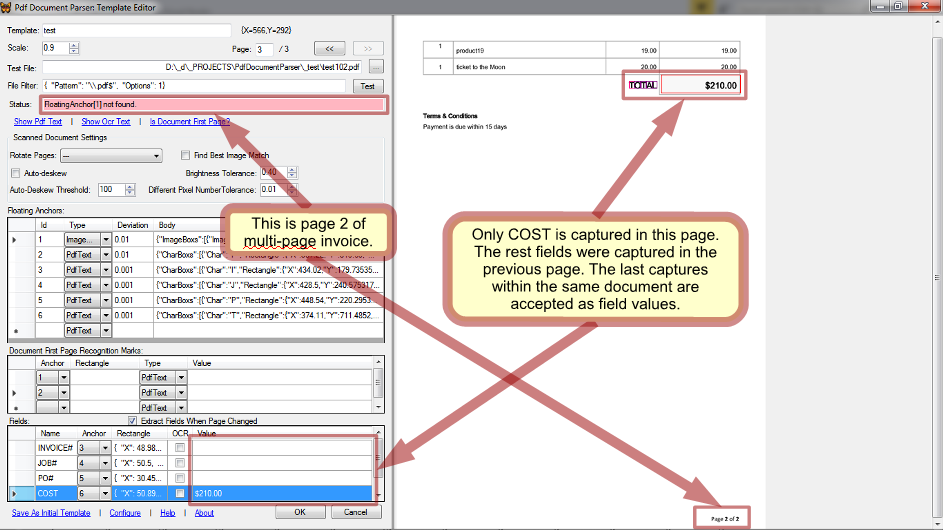 Pdf Document Parser: Template Editor
Template: test {X=566,Y=292}
Scale: 0.9 Page: 3 / 3 << >>
Test File: D:\_d\_PROJECTS\PdfDocumentParser\_test\test102.pdf ...
File Filter: { "Pattern": "\\.pdf$", "Options": 1} Test
Status: FloatingAnchor[1] not found.
Show Pdf Text Show Ocr Text Is Document First Page?
Scanned Document Settings
Rotate Pages: --- Find Best Image Match
Auto-deskew Brightness Tolerance: 0.40
Auto-Deskew Threshold: 100 Different Pixel NumberTolerance: 0.01
Floating Anchors:
Id Type Deviation Body
1 Image... 0.01 {"ImageBoxs":[{"Ima
2 PdfText 0.01 {"CharBoxs":[{"Char":
3 PdfText 0.001 {"CharBoxs":[{"Char":"I","Rectangle":{"X":434.02,"Y":179.73535...
4 PdfText 0.001 {"CharBoxs":[{"Char":"J","Rectangle":{"X":428.5,"Y":240.575317...
5 PdfText 0.001 {"CharBoxs":[{"Char":"P","Rectangle":{"X":448.54,"Y":220.2953...
6 PdfText 0.001 {"CharBoxs":[{"Char":"T","Rectangle":{"X":374.11,"Y":711.4852,...
PdfText
Document First Page Recognition Marks:
Anchor Rectangle Type Value
1 PdfText
2 PdfText
PdfText
Fields: Extract Fields When Page Changed
Name Anchor Rectangle OCR Value
INVOICE# 3 { "X": 48.98...
JOB# 4 { "X": 50.5, ...
PO# 5 { "X": 30.45...
COST 6 { "X": 50.89... $210.00
Save As Initial Template Configure Help About OK Cancel
This is page 2 of
multi-page invoice.
1 product19 19.00 19.00
1 ticket to the Moon 20.00 20.00
TOTAL $210.00
Terms & Conditions
Payment is due within 15 days
Only COST is captured in this page.
The rest fields were captured in the
previous page. The last captures
within the same document are
accepted as field values.
Page 2 of 2